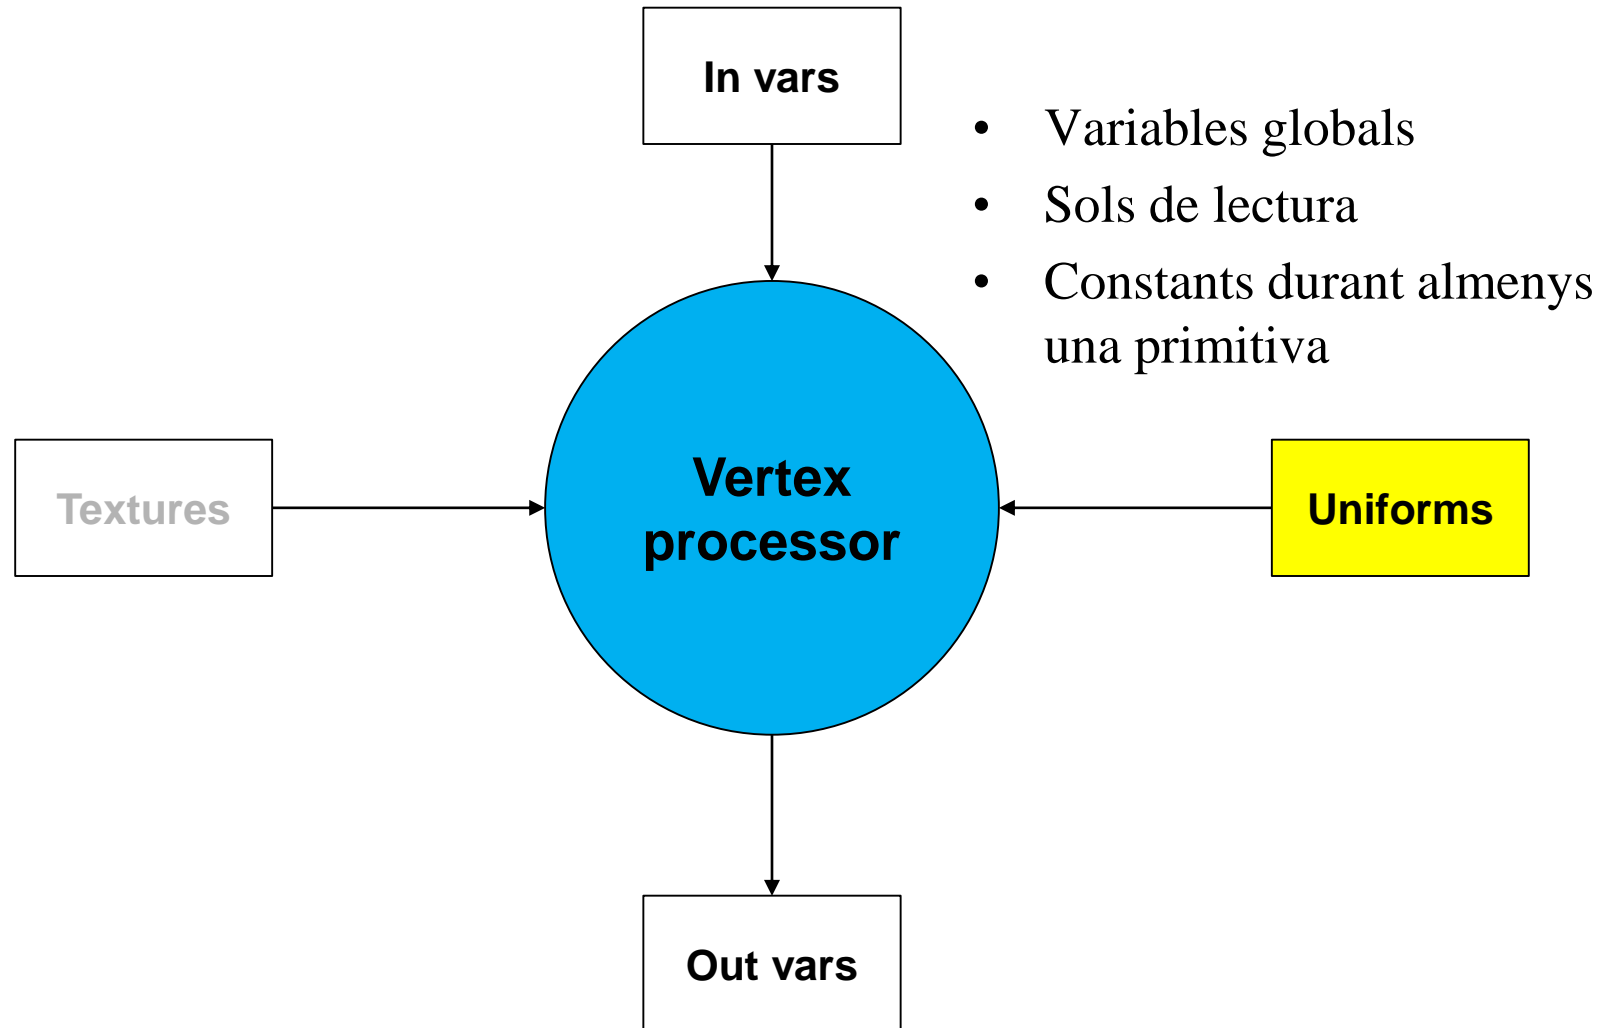 In vars
• Variables globals
• Sols de lectura
• Constants durant almenys
una primitiva
Textures
Vertex
processor
Uniforms
Out vars